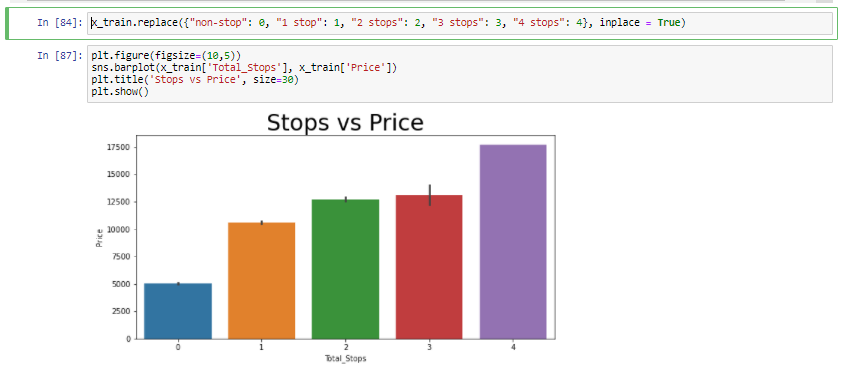 In [84]: x_train.replace({"non-stop": 0, "1 stop": 1, "2 stops": 2, "3 stops": 3, "4 stops": 4}, inplace = True)
In [87]: plt.figure(figsize=(10,5))
sns.barplot(x_train['Total_Stops'], x_train['Price'])
plt.title('Stops vs Price', size=30)
plt.show()
Stops vs Price
17500
15000
12500
10000
7500
5000
2500
0
Price
0 1 2 3 4
Total_Stops